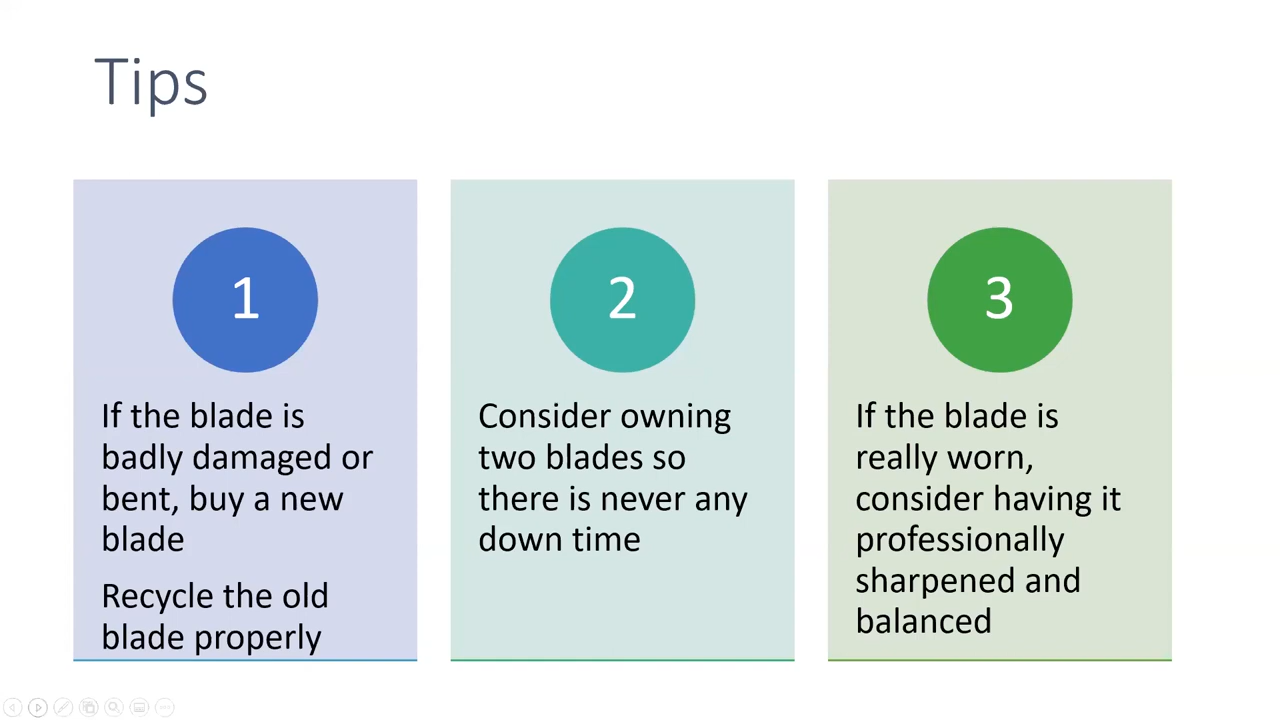 Tips
1
If the blade is
badly damaged or
bent, buy a new
blade
Recycle the old
blade properly
2
Consider owning
two blades so
there is never any
down time
3
If the blade is
really worn,
consider having it
professionally
sharpened and
balanced